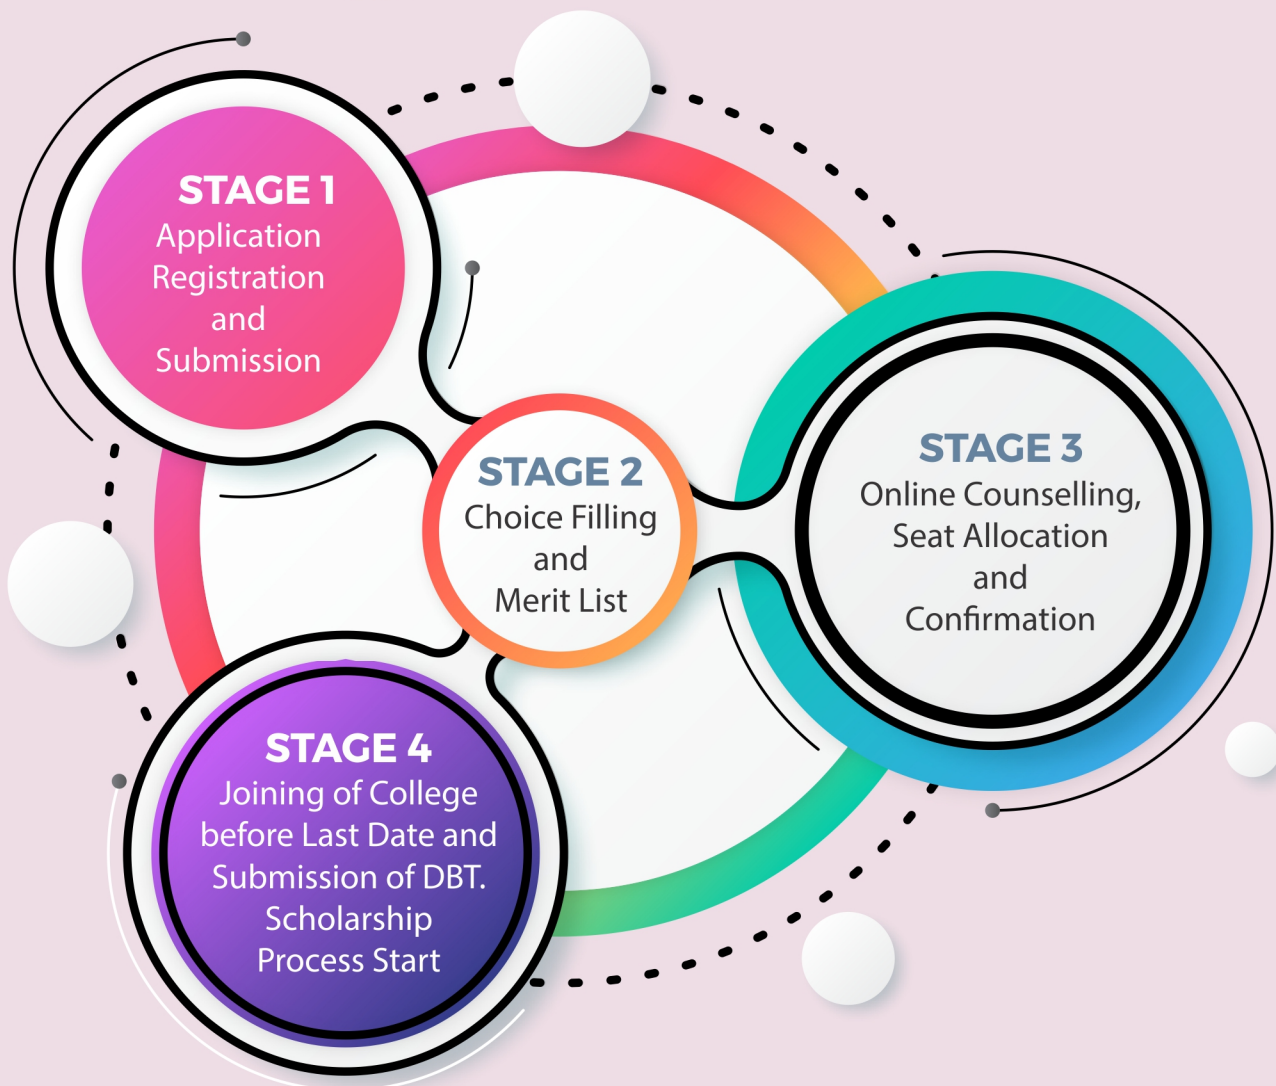 STAGE 1
Application
Registration
and
Submission
STAGE 2
Choice Filling
and
Merit List
STAGE 3
Online Counselling,
Seat Allocation
and
Confirmation
STAGE 4
Joining of College
before Last Date and
Submission of DBT.
Scholarship
Process Start